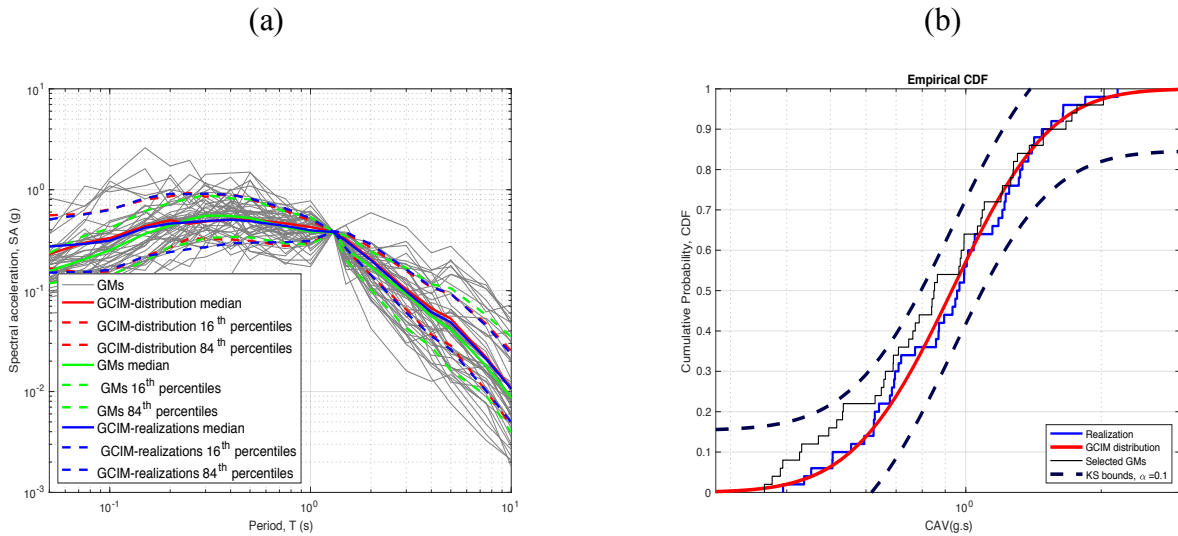 (a)
(b)
10^1
10^0
10^-1
10^-2
10^-3
Spectral acceleration, SA (g)
GMs
GCIM-distribution median
GCIM-distribution 16^th percentiles
GCIM-distribution 84^th percentiles
GMs median
GMs 16^th percentiles
GMs 84^th percentiles
GCIM-realizations median
GCIM-realizations 16^th percentiles
GCIM-realizations 84^th percentiles
10^-1
10^0
10^1
Period, T (s)
Empirical CDF
1
0.9
0.8
0.7
0.6
0.5
0.4
0.3
0.2
0.1
0
Cumulative Probability, CDF
Realization
GCIM distribution
Selected GMs
KS bounds, α =0.1
10^0
CAV(g.s)